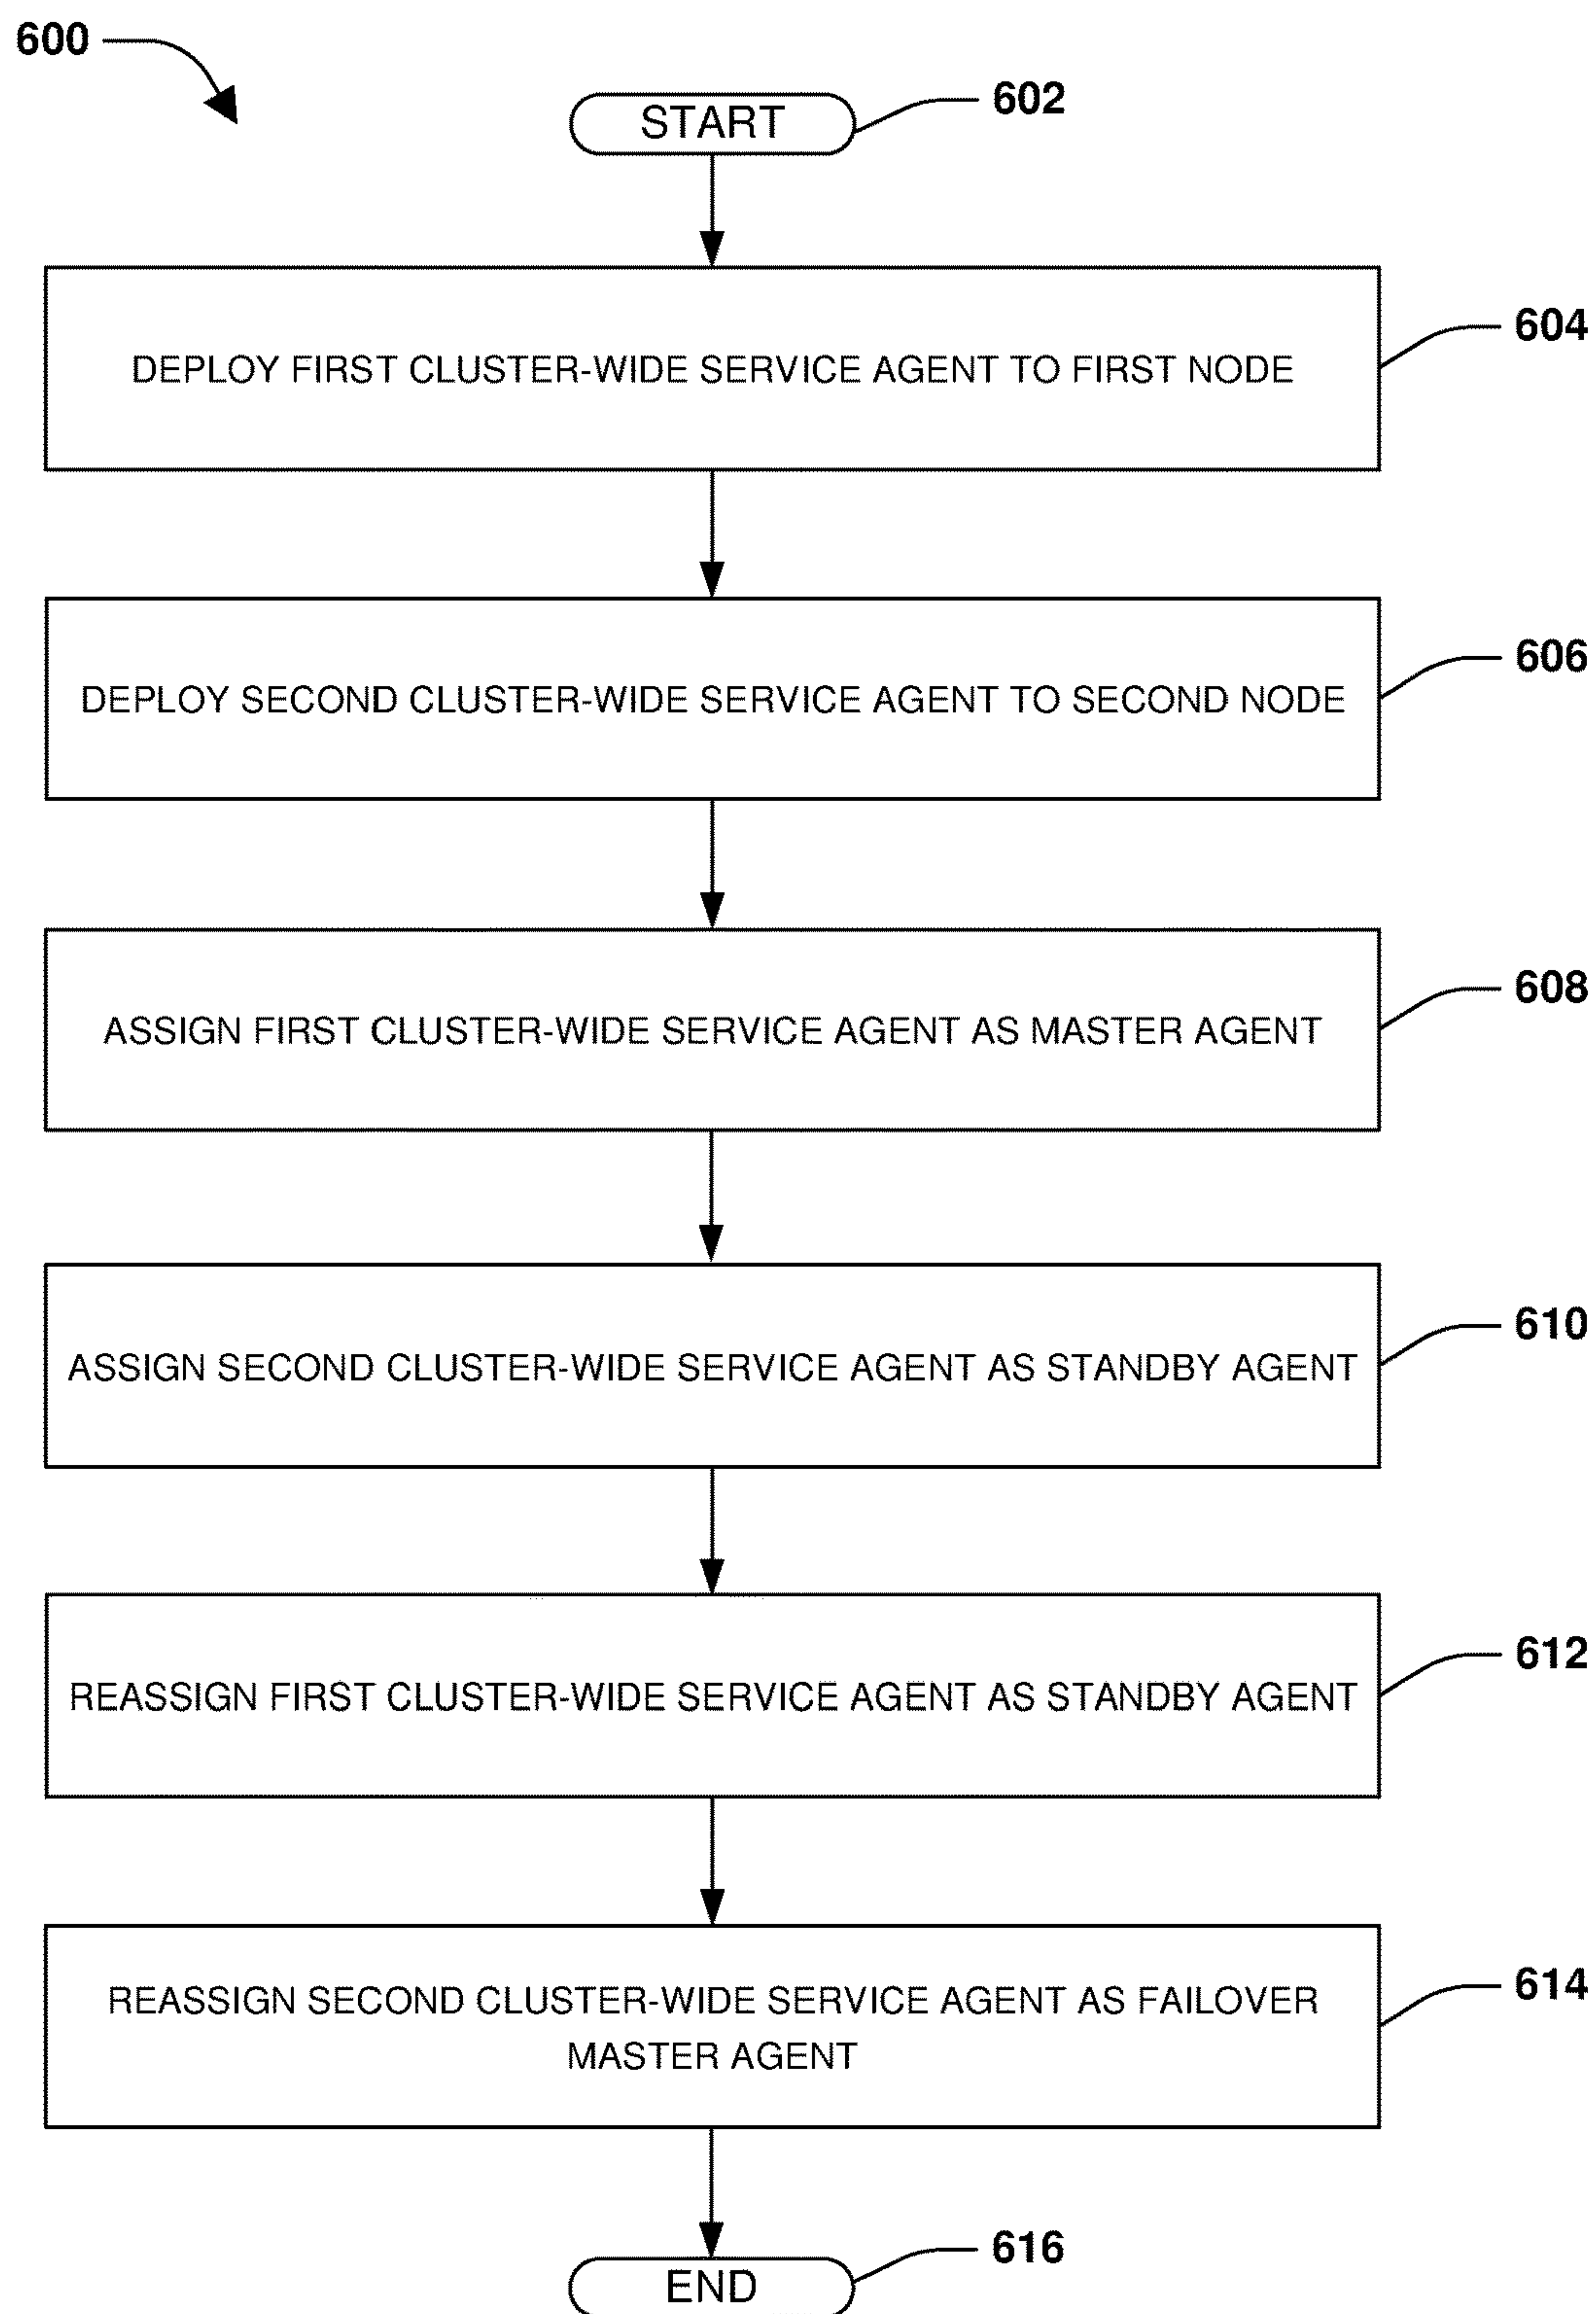 600
START
602
DEPLOY FIRST CLUSTER-WIDE SERVICE AGENT TO FIRST NODE
604
DEPLOY SECOND CLUSTER-WIDE SERVICE AGENT TO SECOND NODE
606
ASSIGN FIRST CLUSTER-WIDE SERVICE AGENT AS MASTER AGENT
608
ASSIGN SECOND CLUSTER-WIDE SERVICE AGENT AS STANDBY AGENT
610
REASSIGN FIRST CLUSTER-WIDE SERVICE AGENT AS STANDBY AGENT
612
REASSIGN SECOND CLUSTER-WIDE SERVICE AGENT AS FAILOVER
MASTER AGENT
614
END
616